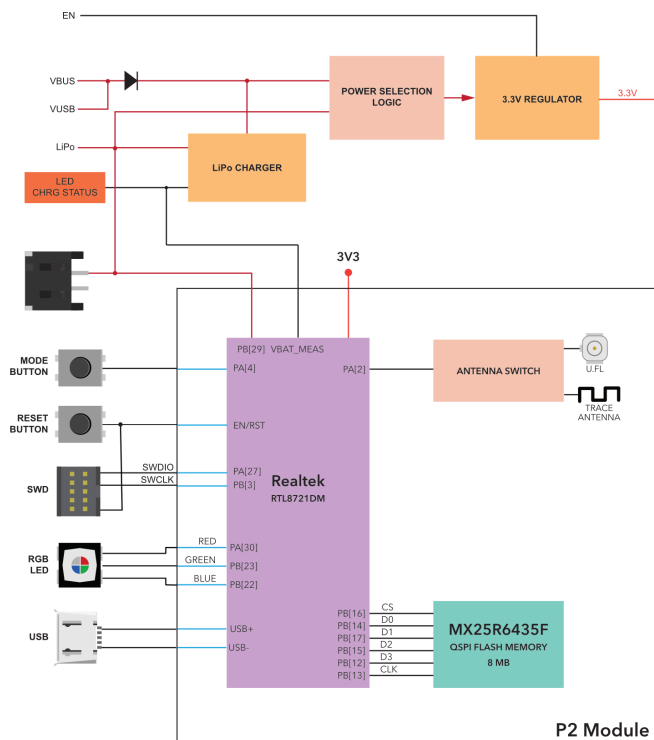 EN
VBUS
VUSB
LiPo
LED
CHRG STATUS
POWER SELECTION
LOGIC
3.3V REGULATOR
3.3V
LiPo CHARGER
3V3
PB[29]
VBAT_MEAS
MODE
BUTTON
PA[4]
PA[2]
ANTENNA SWITCH
U.FL
TRACE
ANTENNA
RESET
BUTTON
EN/RST
SWD
SWDIO
SWCLK
PA[27]
PB[3]
Realtek
RTL8721DM
RGB
LED
RED
GREEN
BLUE
PA[30]
PB[23]
PB[22]
USB
USB+
USB-
PB[16]
PB[14]
PB[17]
PB[15]
PB[12]
PB[13]
CS
D0
D1
D2
D3
CLK
MX25R6435F
QSPI FLASH MEMORY
8 MB
P2 Module